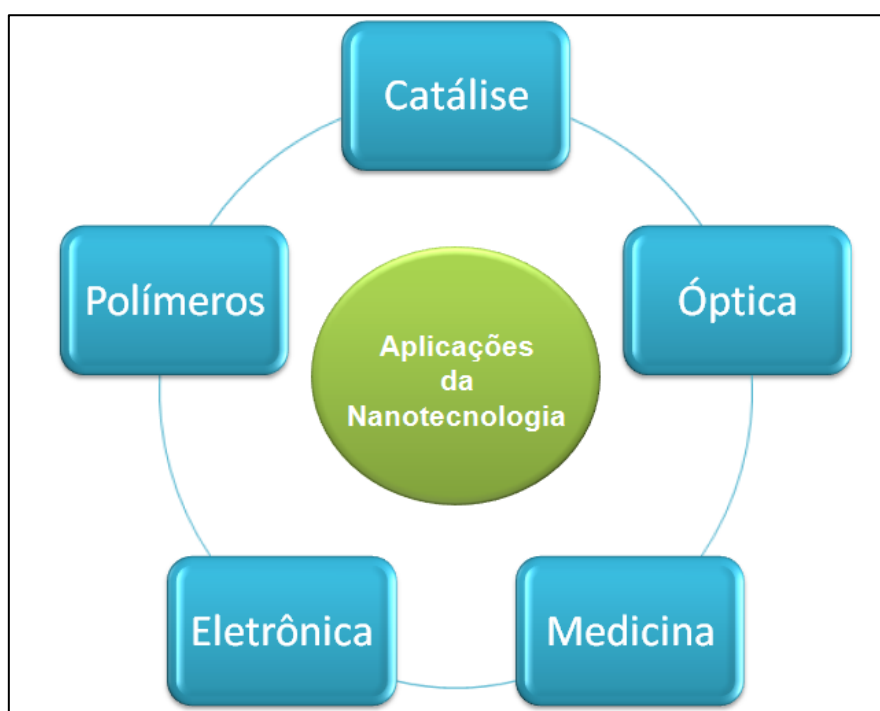 Catálise
Polímeros
Óptica
Aplicações
da
Nanotecnologia
Eletrônica
Medicina